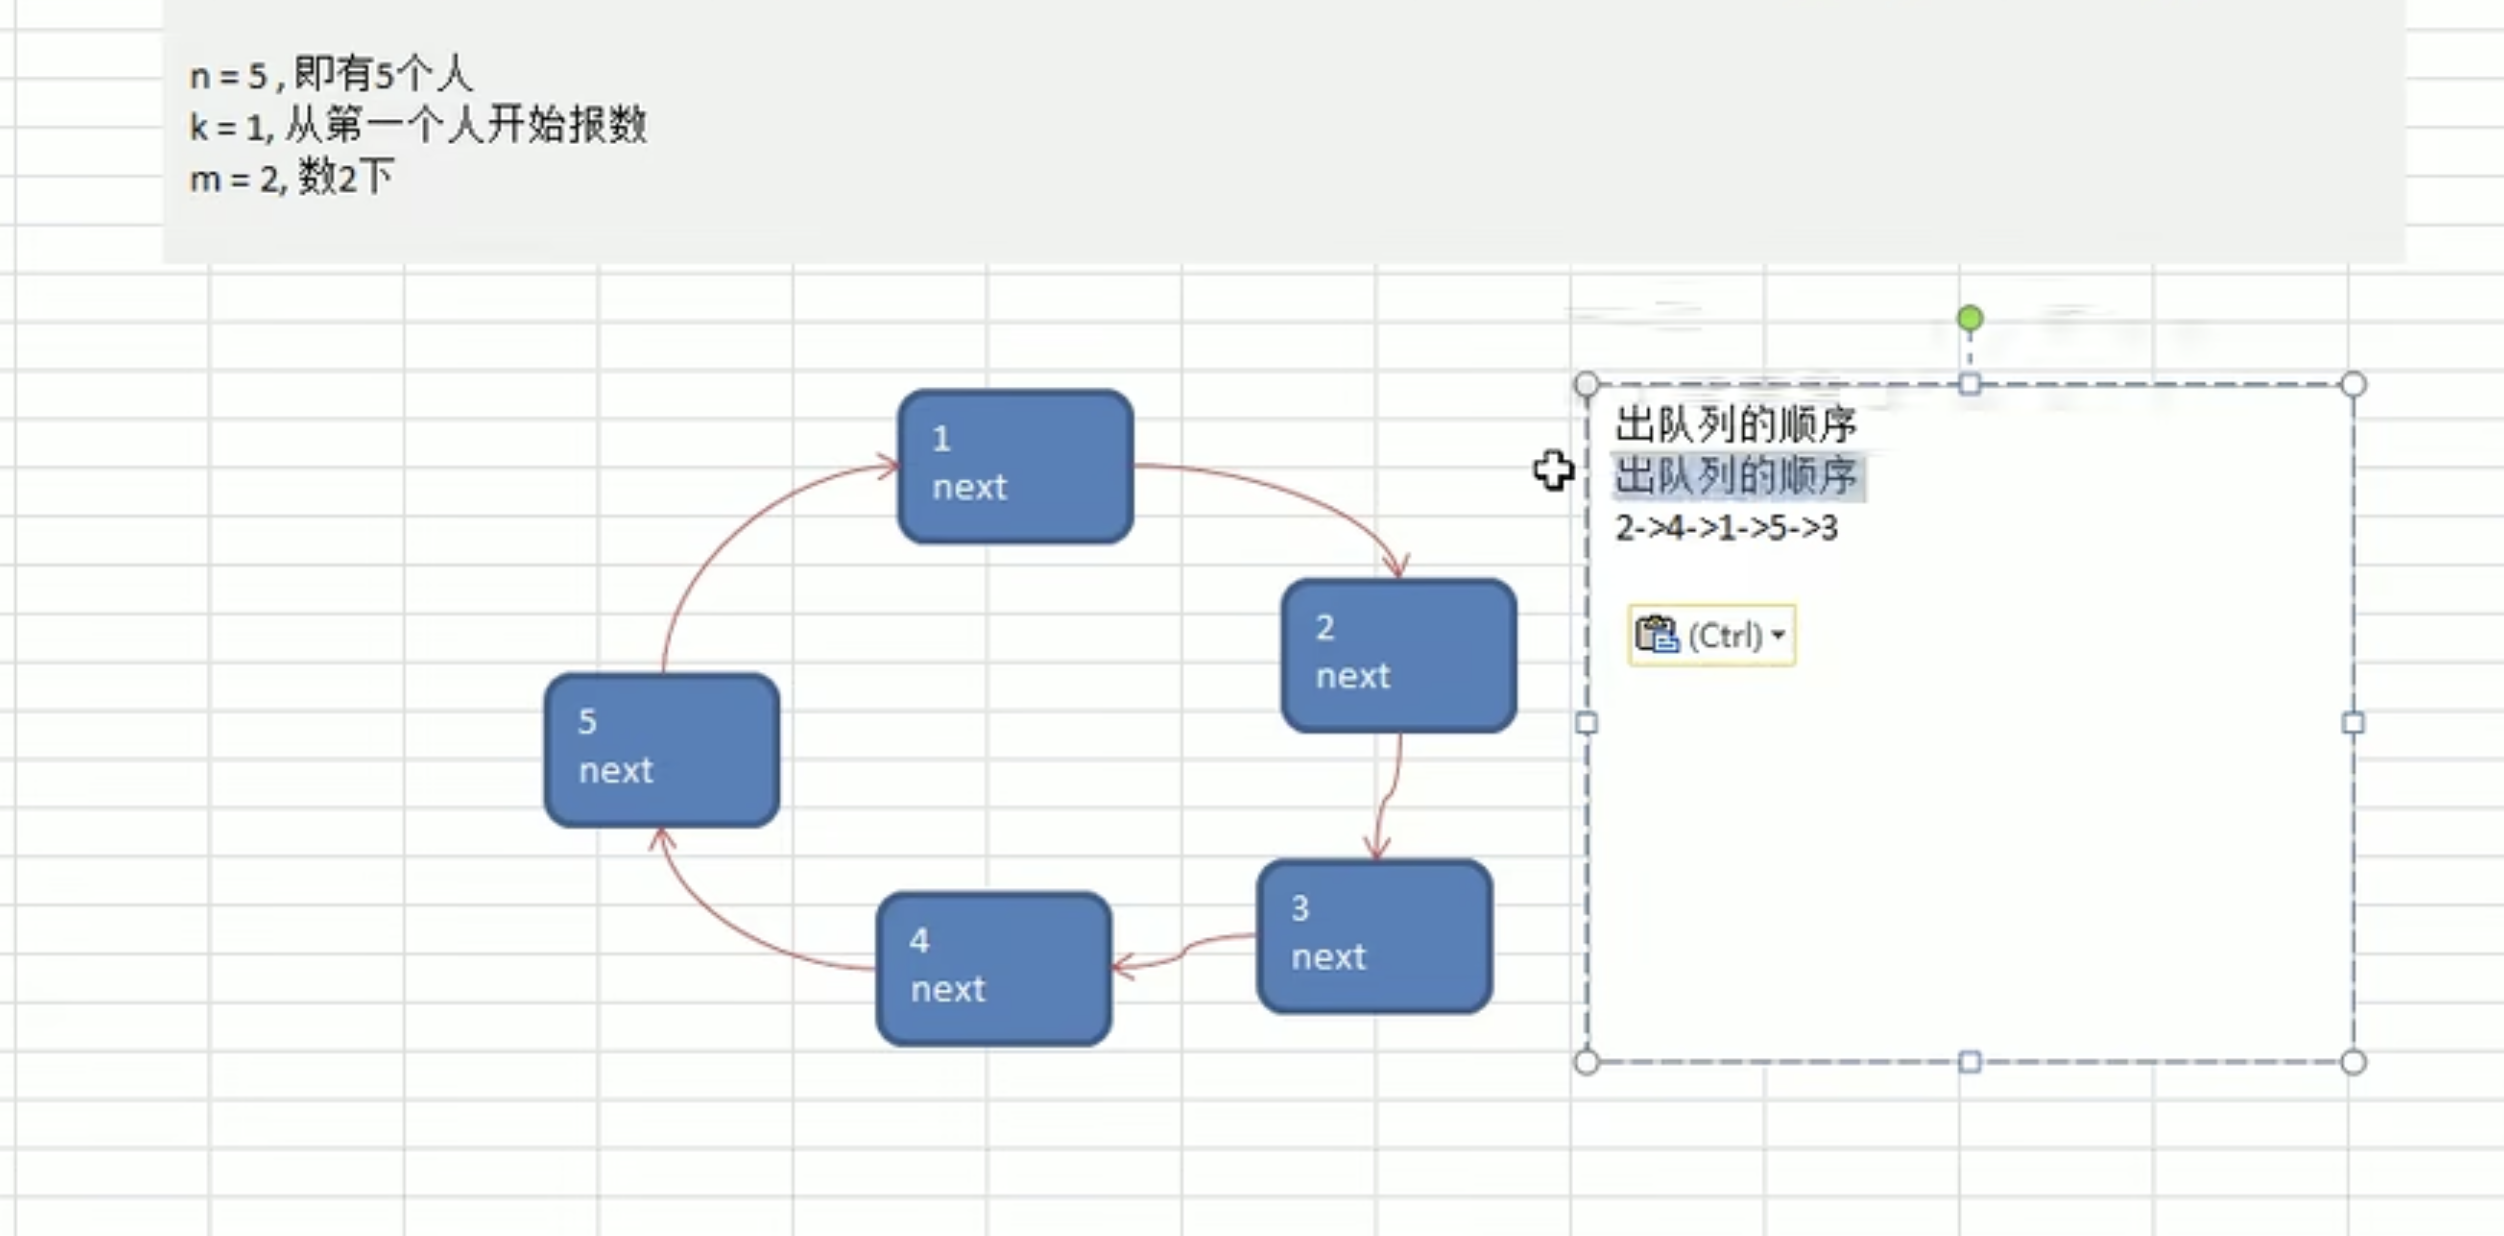 n = 5 , 即有5个人
k = 1, 从第一个人开始报数
m = 2, 数2下
1
next
2
next
3
next
4
next
5
next
出队列的顺序
出队列的顺序
2->4->1->5->3
(Ctrl)